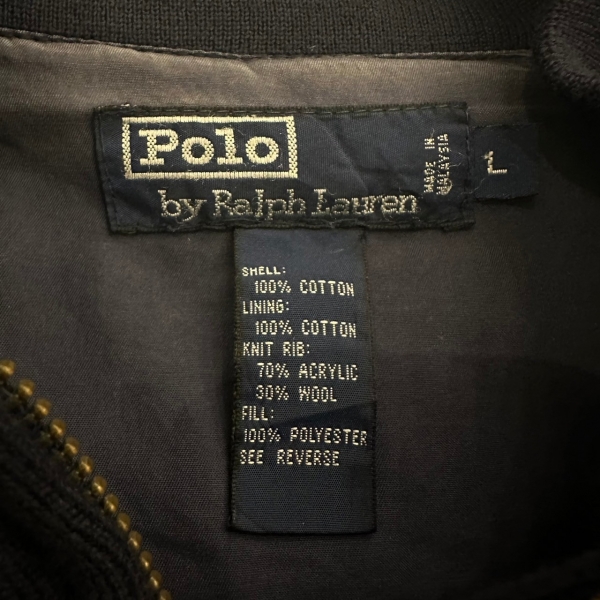 Polo
by Ralph Lauren
MADE IN
MALAYSIA
L
SHELL:
100% COTTON
LINING:
100% COTTON
KNIT RIB:
70% ACRYLIC
30% WOOL
FILL:
100% POLYESTER
SEE REVERSE